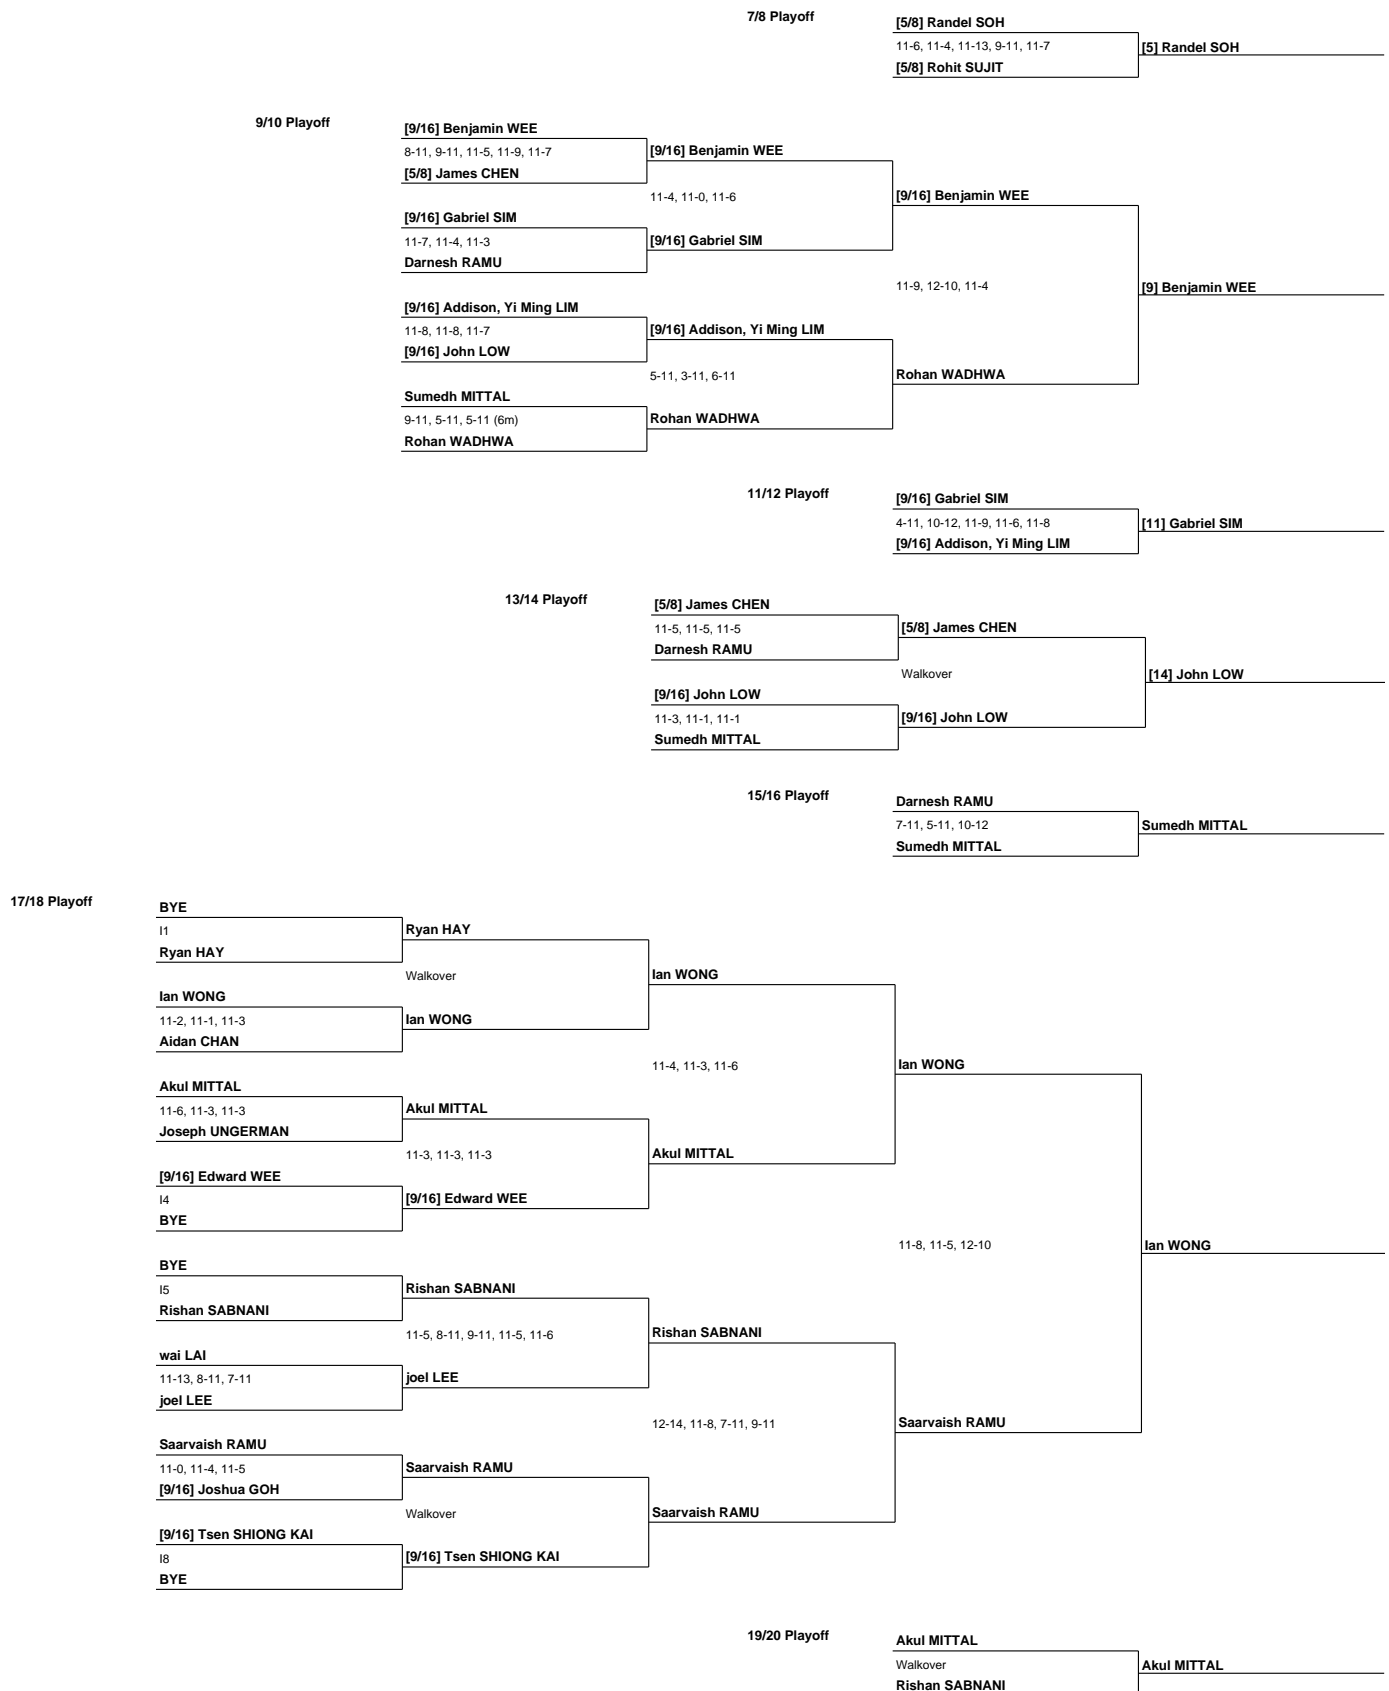 7/8 Playoff
[5/8] Randel SOH
11-6, 11-4, 11-13, 9-11, 11-7
[5] Randel SOH
[5/8] Rohit SUJIT
9/10 Playoff
[9/16] Benjamin WEE
8-11, 9-11, 11-5, 11-9, 11-7
[9/16] Benjamin WEE
[5/8] James CHEN
11-4, 11-0, 11-6
[9/16] Benjamin WEE
[9/16] Gabriel SIM
11-7, 11-4, 11-3
[9/16] Gabriel SIM
Darnesh RAMU
11-9, 12-10, 11-4
[9] Benjamin WEE
[9/16] Addison, Yi Ming LIM
11-8, 11-8, 11-7
[9/16] Addison, Yi Ming LIM
[9/16] John LOW
5-11, 3-11, 6-11
Rohan WADHWA
Sumedh MITTAL
9-11, 5-11, 5-11 (6m)
Rohan WADHWA
Rohan WADHWA
11/12 Playoff
[9/16] Gabriel SIM
4-11, 10-12, 11-9, 11-6, 11-8
[11] Gabriel SIM
[9/16] Addison, Yi Ming LIM
13/14 Playoff
[5/8] James CHEN
11-5, 11-5, 11-5
[5/8] James CHEN
Darnesh RAMU
Walkover
[14] John LOW
[9/16] John LOW
11-3, 11-1, 11-1
[9/16] John LOW
Sumedh MITTAL
15/16 Playoff
Darnesh RAMU
7-11, 5-11, 10-12
Sumedh MITTAL
Sumedh MITTAL
17/18 Playoff
BYE
I1
Ryan HAY
Ryan HAY
Walkover
Ian WONG
Ian WONG
11-2, 11-1, 11-3
Ian WONG
Aidan CHAN
11-4, 11-3, 11-6
Ian WONG
Akul MITTAL
11-6, 11-3, 11-3
Akul MITTAL
Joseph UNGERMAN
11-3, 11-3, 11-3
Akul MITTAL
[9/16] Edward WEE
I4
[9/16] Edward WEE
BYE
11-8, 11-5, 12-10
Ian WONG
BYE
I5
Rishan SABNANI
Rishan SABNANI
11-5, 8-11, 9-11, 11-5, 11-6
Rishan SABNANI
wai LAI
11-13, 8-11, 7-11
joel LEE
joel LEE
12-14, 11-8, 7-11, 9-11
Saarvaish RAMU
Saarvaish RAMU
11-0, 11-4, 11-5
Saarvaish RAMU
[9/16] Joshua GOH
Walkover
Saarvaish RAMU
[9/16] Tsen SHIONG KAI
I8
[9/16] Tsen SHIONG KAI
BYE
19/20 Playoff
Akul MITTAL
Walkover
Akul MITTAL
Rishan SABNANI